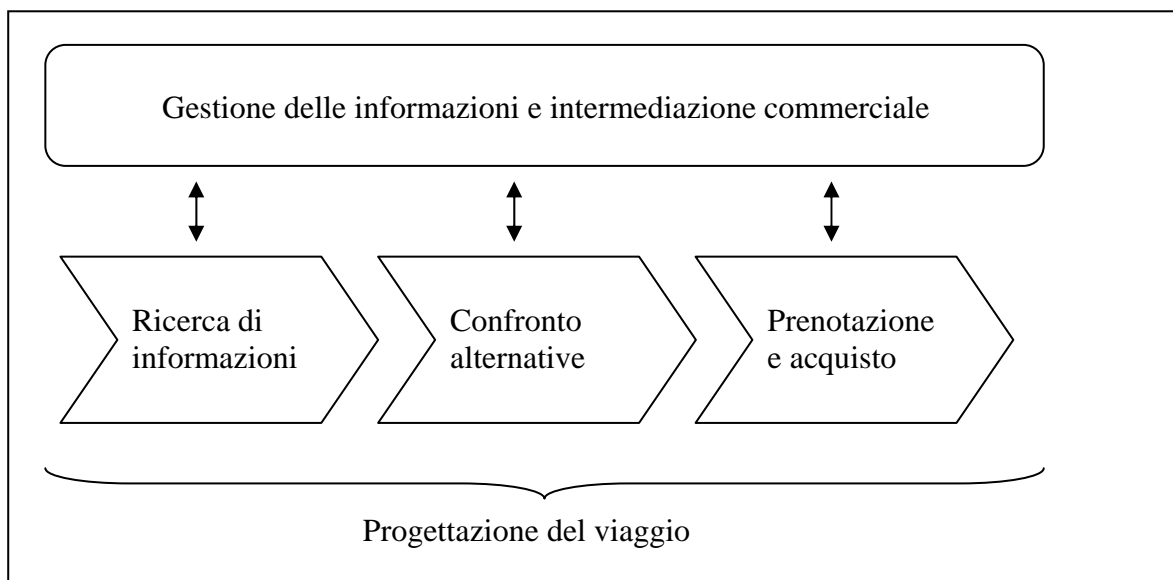 Gestione delle informazioni e intermediazione commerciale
Ricerca di
informazioni
Confronto
alternative
Prenotazione
e acquisto
Progettazione del viaggio